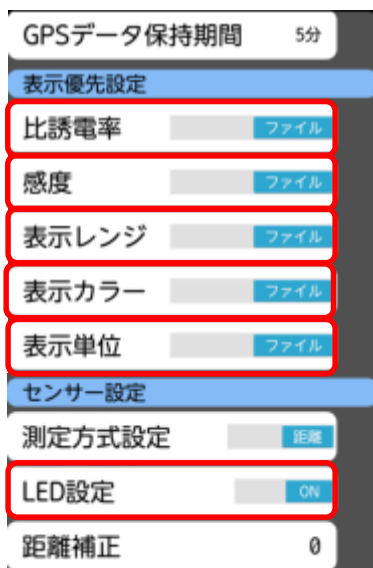 GPSデータ保持期間 5分
表示優先設定
比誘電率 ファイル
感度 ファイル
表示レンジ ファイル
表示カラー ファイル
表示単位 ファイル
センサー設定
測定方式設定 距離
LED設定 ON
距離補正 0